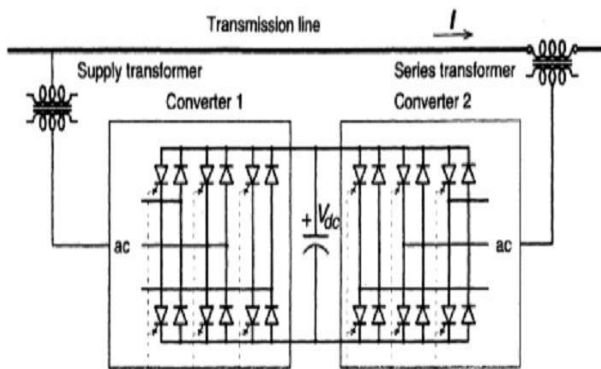 Transmission line
I
Supply transformer
Series transformer
Converter 1
Converter 2
+
Vdc
ac
ac